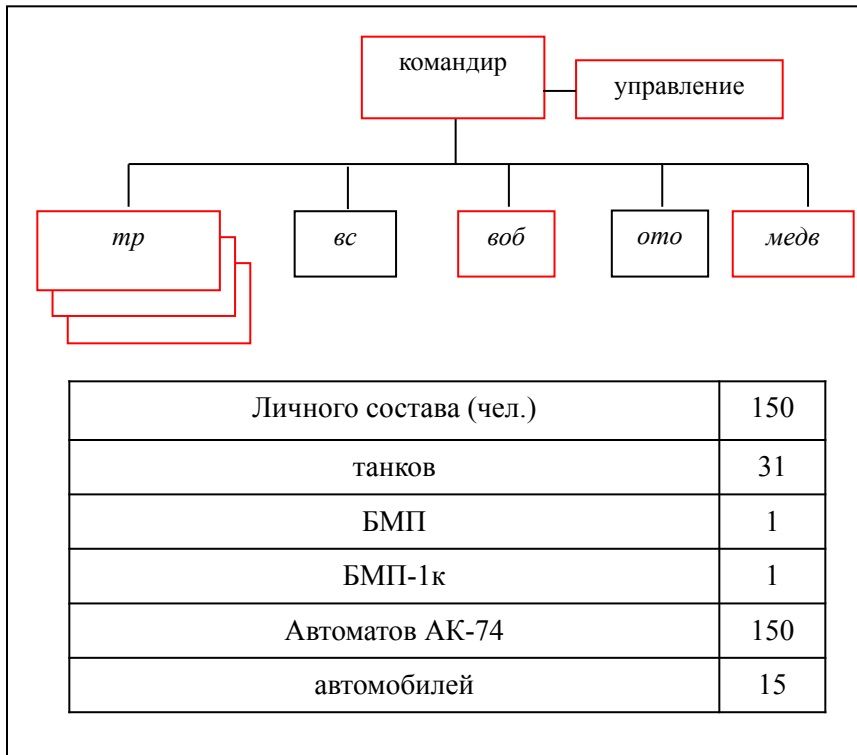 командир
управление
тр
вс
воб
ото
медв
Личного состава (чел.) 150
танков 31
БМП 1
БМП-1к 1
Автоматов АК-74 150
автомобилей 15